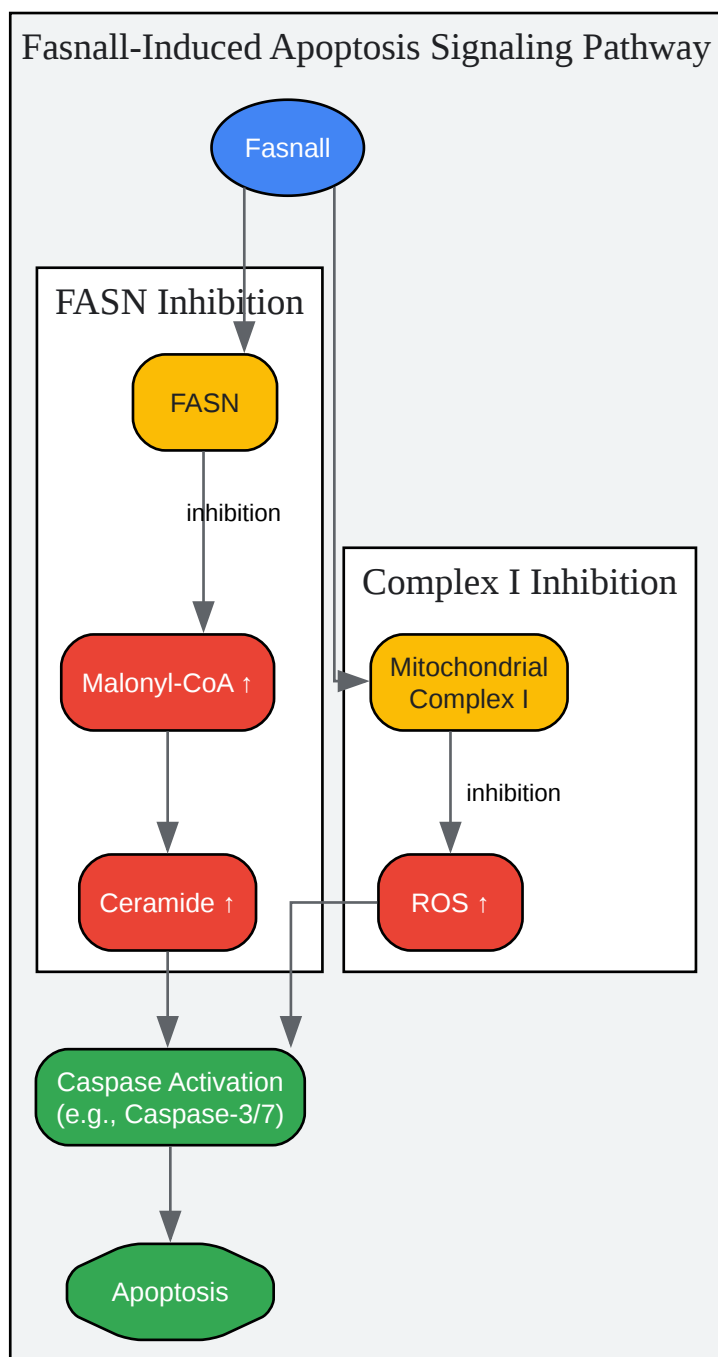 Fasnall-Induced Apoptosis Signaling Pathway
Fasnall
FASN Inhibition
FASN
inhibition
Complex I Inhibition
Malonyl-CoA ↑
Mitochondrial
Complex I
inhibition
Ceramide ↑
ROS ↑
Caspase Activation
(e.g., Caspase-3/7)
Apoptosis